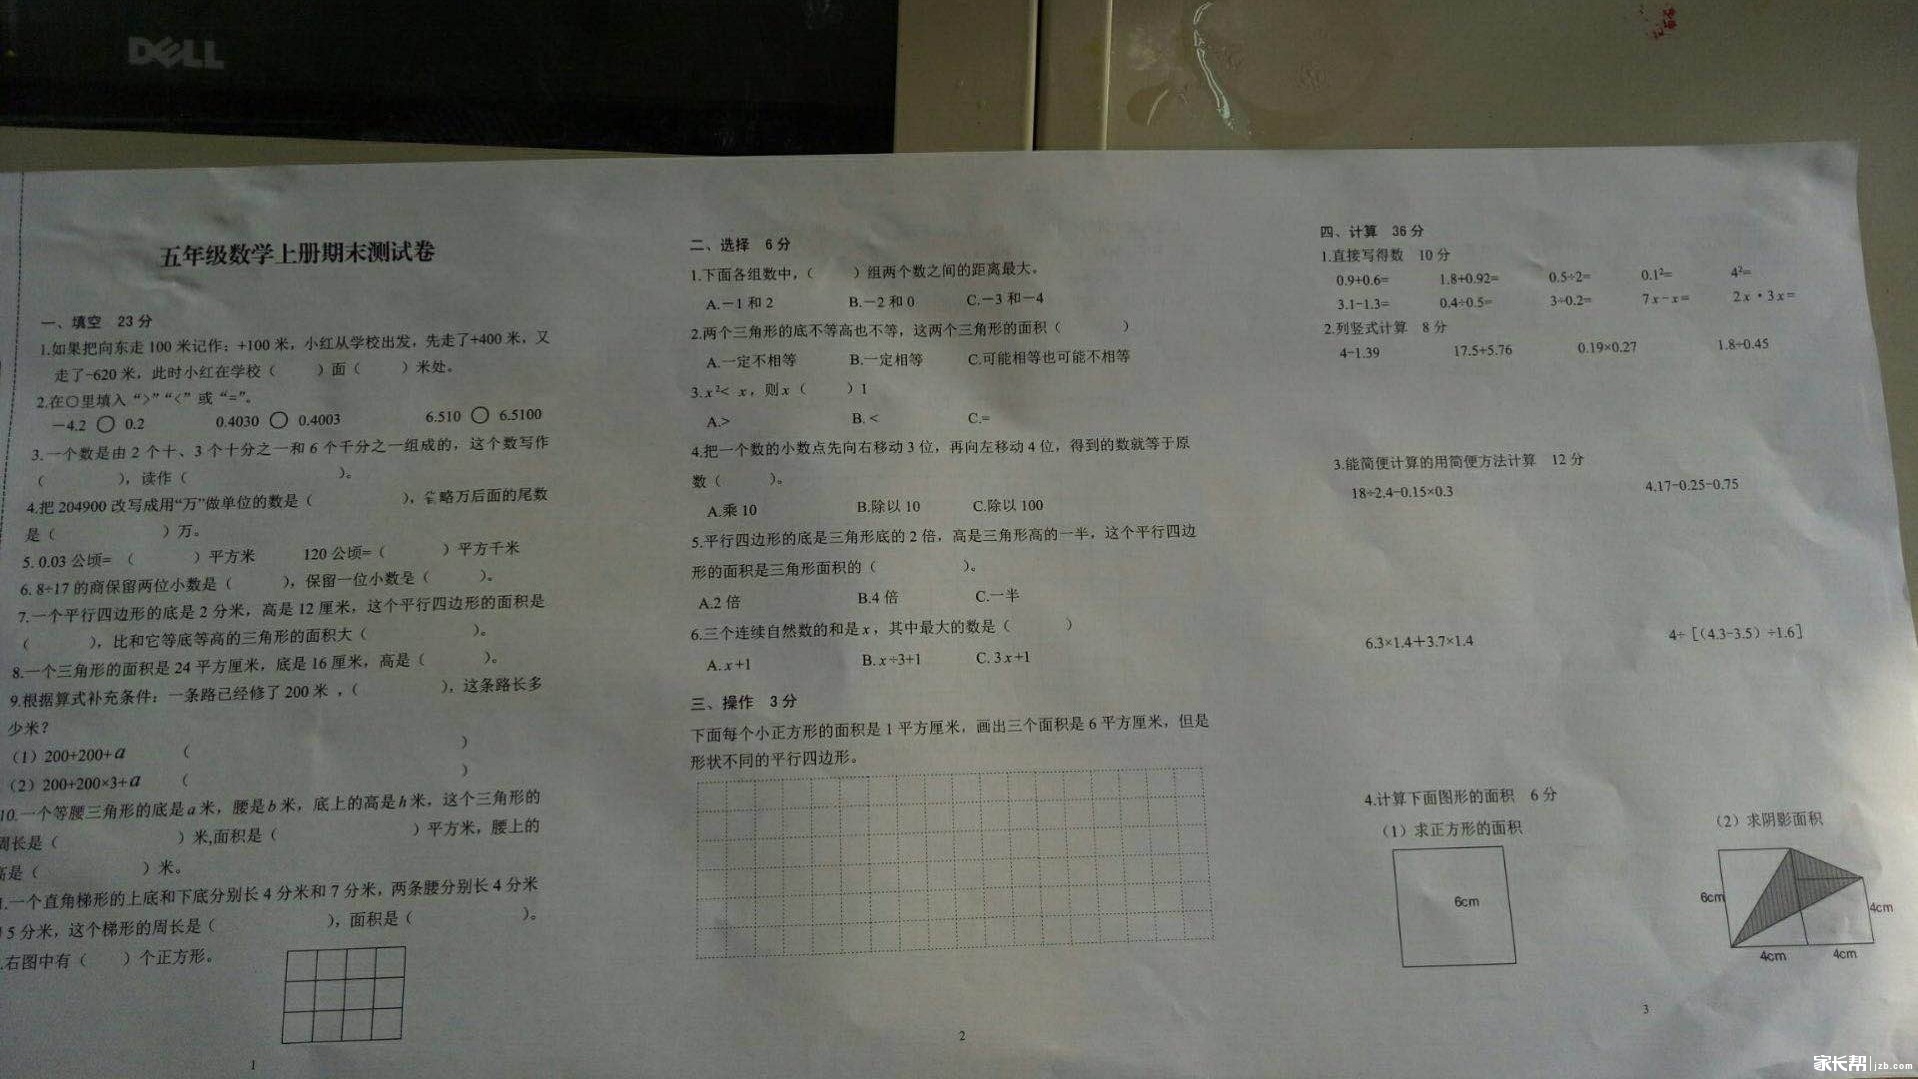 DELL
五年级数学上册期末测试卷
一、填空 23分
1.如果把向东走100米记作：+100米，小红从学校出发，先走了+400米，又
走了-620米，此时小红在学校（ ）面（ ）米处。
2.在○里填入“>”“<”或“=”。
－4.2 ○ 0.2 0.4030 ○ 0.4003 6.510 ○ 6.5100
3.一个数是由2个十、3个十分之一和6个千分之一组成的，这个数写作
（ ），读作（ ）。
4.把204900改写成用“万”做单位的数是（ ），省略万后面的尾数
是（ ）万。
5. 0.03公顷=（ ）平方米 120公顷=（ ）平方千米
6. 8÷17的商保留两位小数是（ ），保留一位小数是（ ）。
7.一个平行四边形的底是2分米，高是12厘米，这个平行四边形的面积是
（ ），比和它等底等高的三角形的面积大（ ）。
8.一个三角形的面积是24平方厘米，底是16厘米，高是（ ）。
9.根据算式补充条件：一条路已经修了200米，（ ），这条路长多
少米？
（1）200+200+a （ ）
（2）200+200×3+a （ ）
10.一个等腰三角形的底是a米，腰是b米，底上的高是h米，这个三角形的
周长是（ ）米,面积是（ ）平方米，腰上的
高是（ ）米。
.一个直角梯形的上底和下底分别长4分米和7分米，两条腰分别长4分米
5分米，这个梯形的周长是（ ），面积是（ ）。
.右图中有（ ）个正方形。
1
二、选择 6分
1.下面各组数中，（ ）组两个数之间的距离最大。
A.－1和2 B.－2和0 C.－3和－4
2.两个三角形的底不等高也不等，这两个三角形的面积（ ）
A.一定不相等 B.一定相等 C.可能相等也可能不相等
3.x²< x，则x（ ）1
A.> B.< C.=
4.把一个数的小数点先向右移动3位，再向左移动4位，得到的数就等于原
数（ ）。
A.乘10 B.除以10 C.除以100
5.平行四边形的底是三角形底的2倍，高是三角形高的一半，这个平行四边
形的面积是三角形面积的（ ）。
A.2倍 B.4倍 C.一半
6.三个连续自然数的和是x，其中最大的数是（ ）
A.x+1 B.x÷3+1 C.3x+1
三、操作 3分
下面每个小正方形的面积是1平方厘米，画出三个面积是6平方厘米，但是
形状不同的平行四边形。
2
四、计算 36分
1.直接写得数 10分
0.9+0.6= 1.8+0.92= 0.5÷2= 0.1²= 4²=
3.1-1.3= 0.4÷0.5= 3÷0.2= 7x-x= 2x·3x=
2.列竖式计算 8分
4-1.39 17.5+5.76 0.19×0.27 1.8÷0.45
3.能简便计算的用简便方法计算 12分
18÷2.4-0.15×0.3 4.17-0.25-0.75
6.3×1.4＋3.7×1.4 4÷［（4.3-3.5）÷1.6］
4.计算下面图形的面积 6分
（1）求正方形的面积 （2）求阴影面积
6cm 6cm 4cm
4cm 4cm
3
家长帮 jzb.com